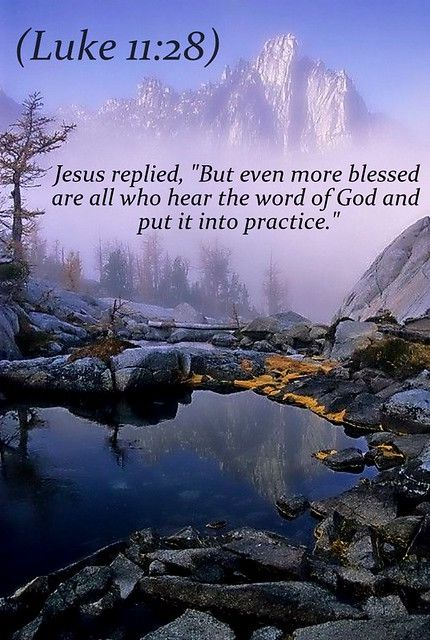 (Luke 11:28)
Jesus replied, "But even more blessed
are all who hear the word of God and
put it into practice."